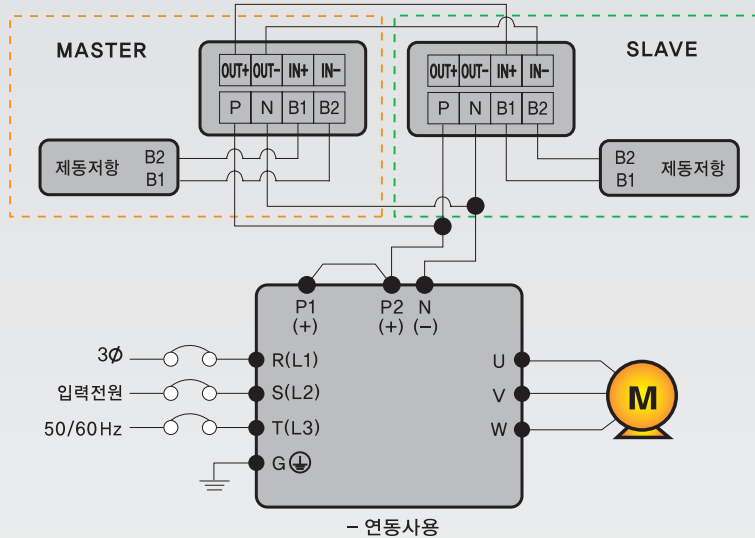 MASTER
SLAVE
OUT+ OUT- IN+ IN-
P N B1 B2
OUT+ OUT- IN+ IN-
P N B1 B2
제동저항
B2
B1
B2
B1
제동저항
P1
(+)
P2
(+)
N
(-)
3Ø
R(L1)
U
입력전원
S(L2)
V
M
50/60Hz
T(L3)
W
G
- 연동사용